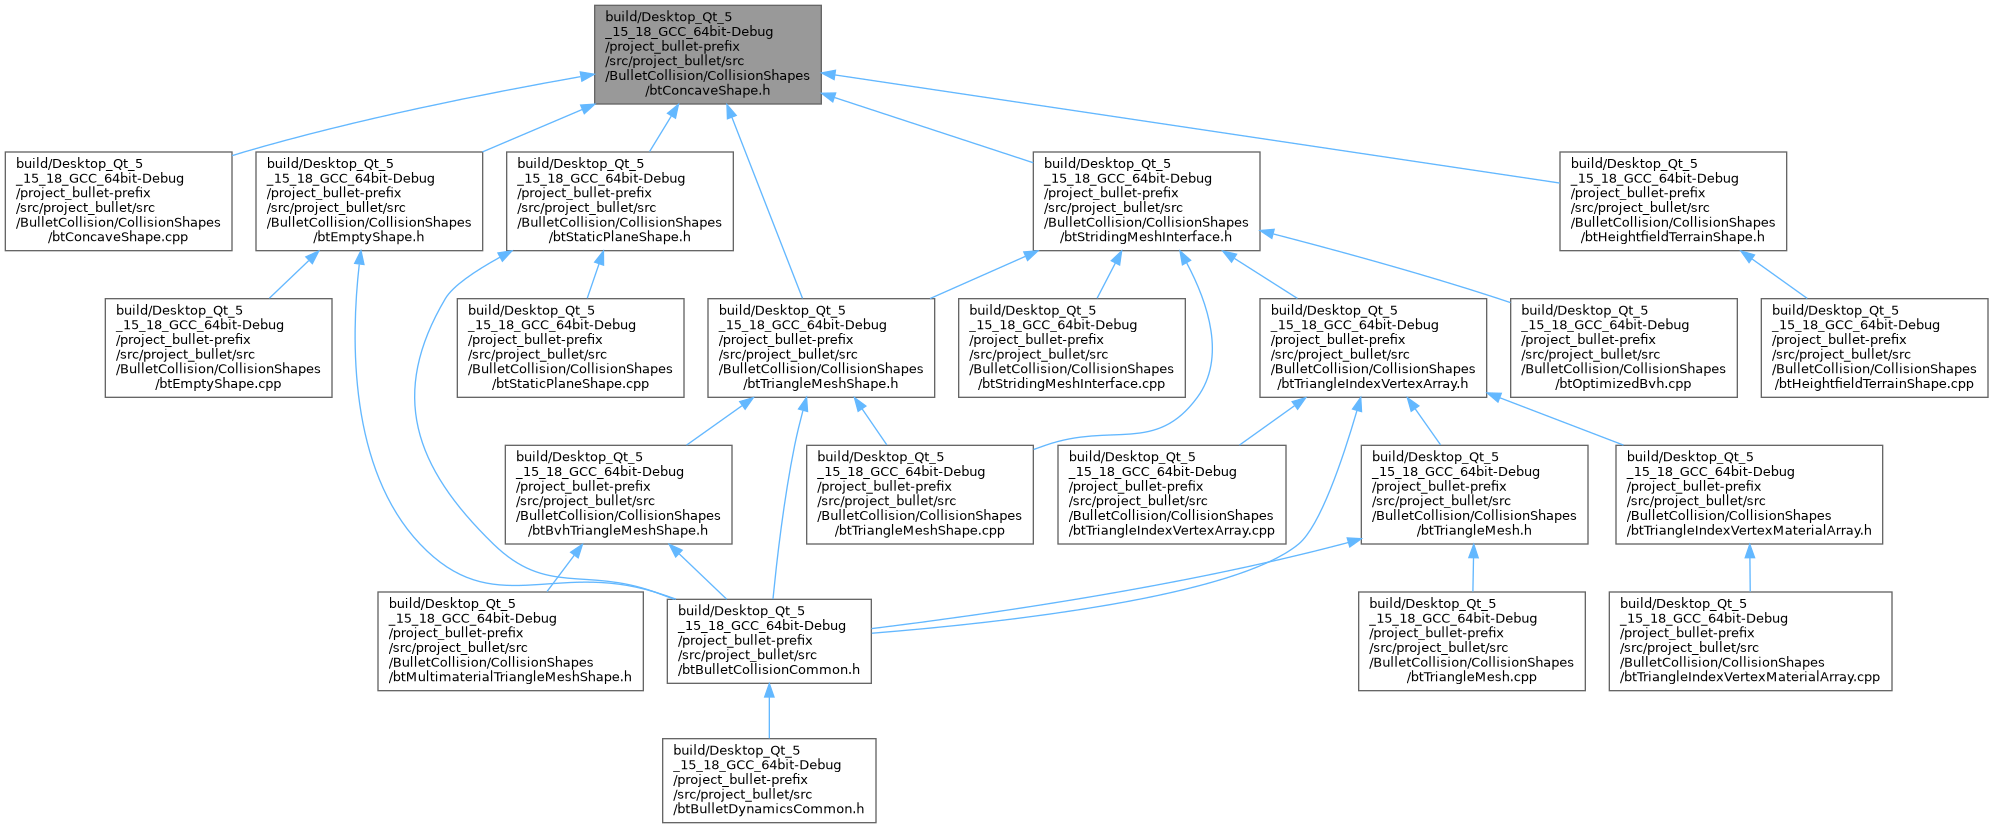 build/Desktop_Qt_5
_15_18_GCC_64bit-Debug
/project_bullet-prefix
/src/project_bullet/src
/BulletCollision/CollisionShapes
/btConcaveShape.h
build/Desktop_Qt_5
_15_18_GCC_64bit-Debug
/project_bullet-prefix
/src/project_bullet/src
/BulletCollision/CollisionShapes
/btConcaveShape.cpp
build/Desktop_Qt_5
_15_18_GCC_64bit-Debug
/project_bullet-prefix
/src/project_bullet/src
/BulletCollision/CollisionShapes
/btEmptyShape.h
build/Desktop_Qt_5
_15_18_GCC_64bit-Debug
/project_bullet-prefix
/src/project_bullet/src
/BulletCollision/CollisionShapes
/btStaticPlaneShape.h
build/Desktop_Qt_5
_15_18_GCC_64bit-Debug
/project_bullet-prefix
/src/project_bullet/src
/BulletCollision/CollisionShapes
/btStridingMeshInterface.h
build/Desktop_Qt_5
_15_18_GCC_64bit-Debug
/project_bullet-prefix
/src/project_bullet/src
/BulletCollision/CollisionShapes
/btHeightfieldTerrainShape.h
build/Desktop_Qt_5
_15_18_GCC_64bit-Debug
/project_bullet-prefix
/src/project_bullet/src
/BulletCollision/CollisionShapes
/btEmptyShape.cpp
build/Desktop_Qt_5
_15_18_GCC_64bit-Debug
/project_bullet-prefix
/src/project_bullet/src
/BulletCollision/CollisionShapes
/btStaticPlaneShape.cpp
build/Desktop_Qt_5
_15_18_GCC_64bit-Debug
/project_bullet-prefix
/src/project_bullet/src
/BulletCollision/CollisionShapes
/btTriangleMeshShape.h
build/Desktop_Qt_5
_15_18_GCC_64bit-Debug
/project_bullet-prefix
/src/project_bullet/src
/BulletCollision/CollisionShapes
/btStridingMeshInterface.cpp
build/Desktop_Qt_5
_15_18_GCC_64bit-Debug
/project_bullet-prefix
/src/project_bullet/src
/BulletCollision/CollisionShapes
/btTriangleIndexVertexArray.h
build/Desktop_Qt_5
_15_18_GCC_64bit-Debug
/project_bullet-prefix
/src/project_bullet/src
/BulletCollision/CollisionShapes
/btOptimizedBvh.cpp
build/Desktop_Qt_5
_15_18_GCC_64bit-Debug
/project_bullet-prefix
/src/project_bullet/src
/BulletCollision/CollisionShapes
/btHeightfieldTerrainShape.cpp
build/Desktop_Qt_5
_15_18_GCC_64bit-Debug
/project_bullet-prefix
/src/project_bullet/src
/BulletCollision/CollisionShapes
/btBvhTriangleMeshShape.h
build/Desktop_Qt_5
_15_18_GCC_64bit-Debug
/project_bullet-prefix
/src/project_bullet/src
/BulletCollision/CollisionShapes
/btTriangleMeshShape.cpp
build/Desktop_Qt_5
_15_18_GCC_64bit-Debug
/project_bullet-prefix
/src/project_bullet/src
/BulletCollision/CollisionShapes
/btTriangleIndexVertexArray.cpp
build/Desktop_Qt_5
_15_18_GCC_64bit-Debug
/project_bullet-prefix
/src/project_bullet/src
/BulletCollision/CollisionShapes
/btTriangleMesh.h
build/Desktop_Qt_5
_15_18_GCC_64bit-Debug
/project_bullet-prefix
/src/project_bullet/src
/BulletCollision/CollisionShapes
/btTriangleIndexVertexMaterialArray.h
build/Desktop_Qt_5
_15_18_GCC_64bit-Debug
/project_bullet-prefix
/src/project_bullet/src
/BulletCollision/CollisionShapes
/btMultimaterialTriangleMeshShape.h
build/Desktop_Qt_5
_15_18_GCC_64bit-Debug
/project_bullet-prefix
/src/project_bullet/src
/btBulletCollisionCommon.h
build/Desktop_Qt_5
_15_18_GCC_64bit-Debug
/project_bullet-prefix
/src/project_bullet/src
/BulletCollision/CollisionShapes
/btTriangleMesh.cpp
build/Desktop_Qt_5
_15_18_GCC_64bit-Debug
/project_bullet-prefix
/src/project_bullet/src
/BulletCollision/CollisionShapes
/btTriangleIndexVertexMaterialArray.cpp
build/Desktop_Qt_5
_15_18_GCC_64bit-Debug
/project_bullet-prefix
/src/project_bullet/src
/btBulletDynamicsCommon.h